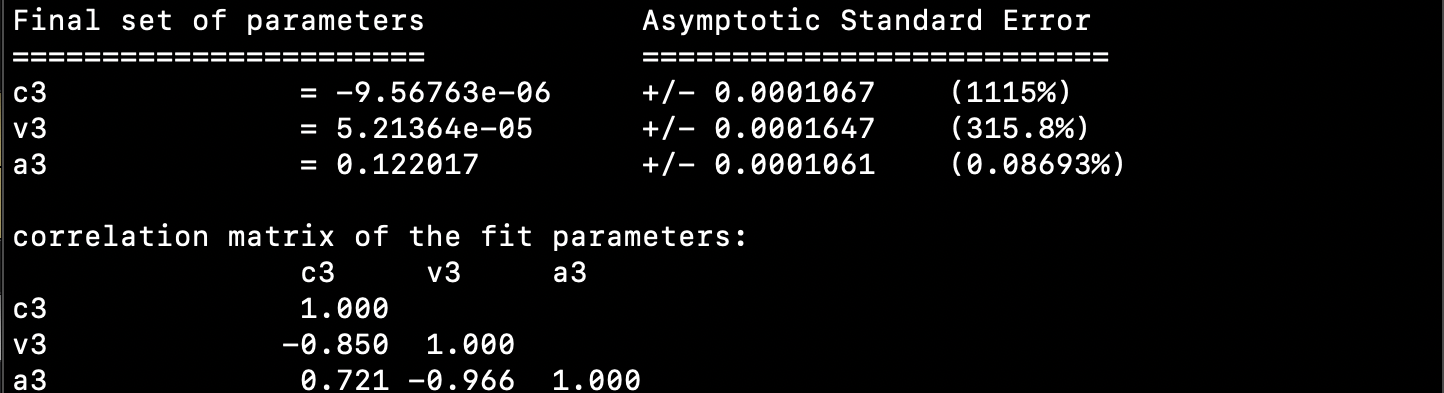 Final set of parameters            Asymptotic Standard Error
=======================            ==========================
c3              = -9.56763e-06     +/- 0.0001067    (1115%)
v3              = 5.21364e-05      +/- 0.0001647    (315.8%)
a3              = 0.122017         +/- 0.0001061    (0.08693%)
correlation matrix of the fit parameters:
                c3     v3     a3
c3              1.000
v3             -0.850  1.000
a3              0.721 -0.966  1.000